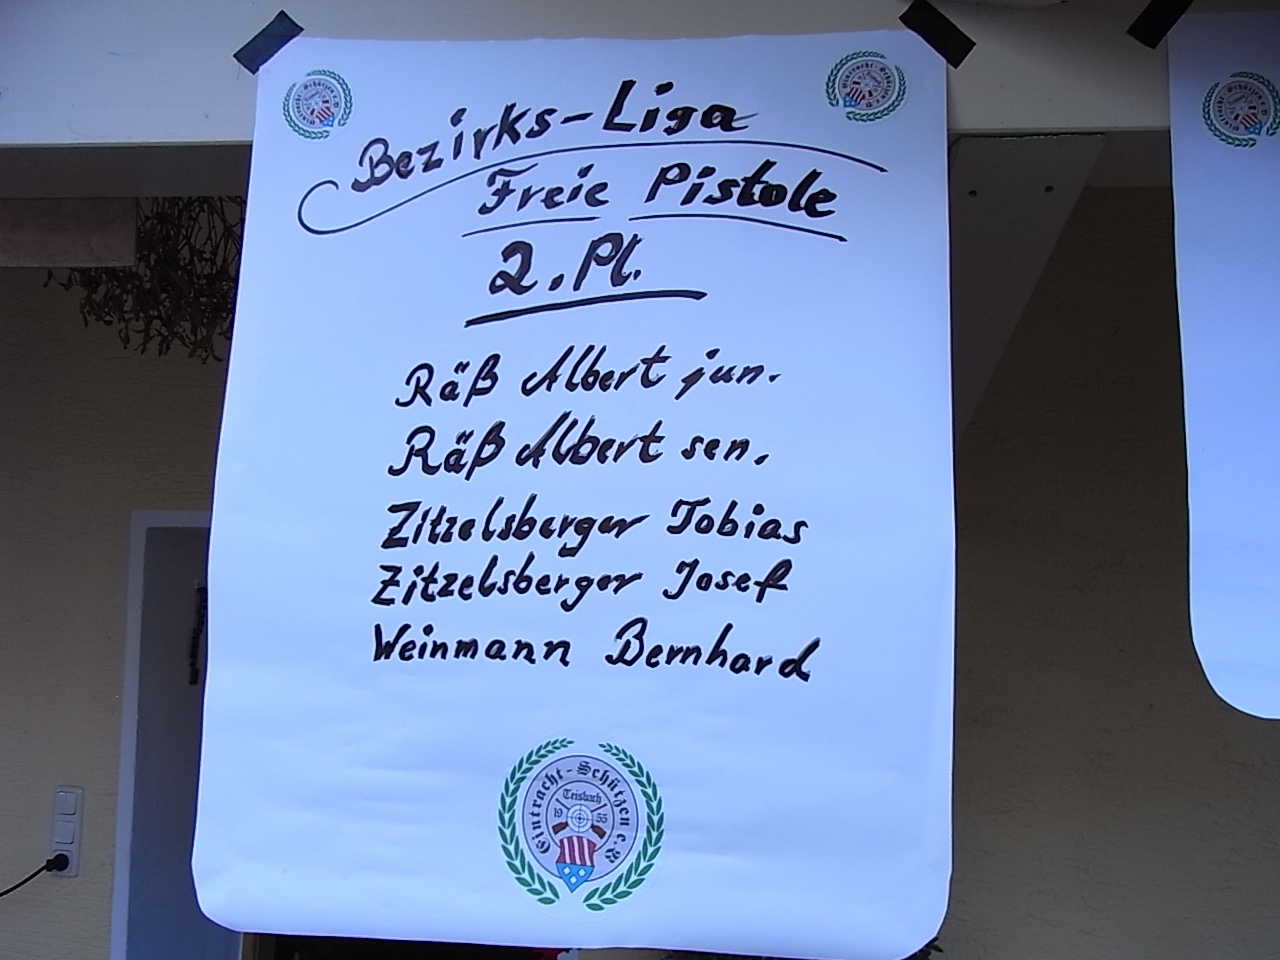 Bezirks-Liga
Freie Pistole
2. Pl.
Räß Albert jun.
Räß Albert sen.
Zitzelsberger Tobias
Zitzelsberger Josef
Weinmann Bernhard
Eintracht-Schützen e.V.
Teisbach
19 55